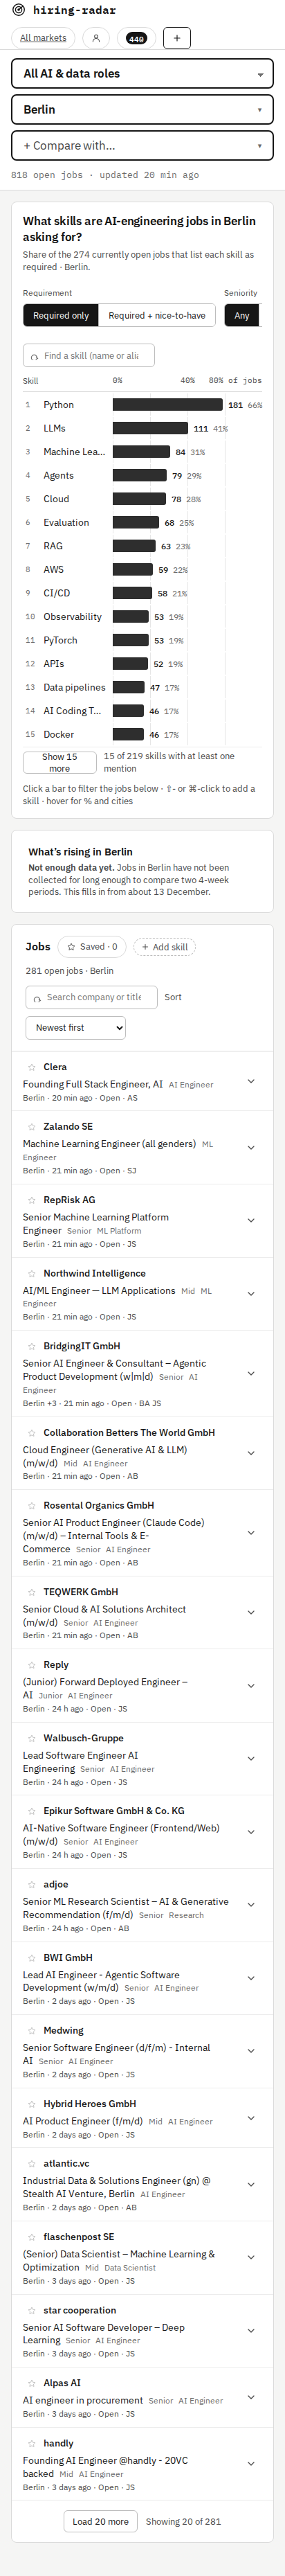 hiring-radar
All markets
440
+
All AI & data roles
Berlin
+ Compare with...
818 open jobs · updated 20 min ago
What skills are AI-engineering jobs in Berlin
asking for?
Share of the 274 currently open jobs that list each skill as
required · Berlin.
Requirement Seniority
Required only Required + nice-to-have Any
Find a skill (name or ali
Skill 0% 40% 80% of jobs
1 Python 181 66%
2 LLMs 111 41%
3 Machine Lea... 84 31%
4 Agents 79 29%
5 Cloud 78 28%
6 Evaluation 68 25%
7 RAG 63 23%
8 AWS 59 22%
9 CI/CD 58 21%
10 Observability 53 19%
11 PyTorch 53 19%
12 APIs 52 19%
13 Data pipelines 47 17%
14 AI Coding T... 46 17%
15 Docker 46 17%
Show 15
more
15 of 219 skills with at least one
mention
Click a bar to filter the jobs below · ⇧- or ⌘-click to add a
skill · hover for % and cities
What's rising in Berlin
Not enough data yet. Jobs in Berlin have not been
collected for long enough to compare two 4-week
periods. This fills in from about 13 December.
Jobs Saved · 0 + Add skill
281 open jobs · Berlin
Search company or title Sort
Newest first
Clera
Founding Full Stack Engineer, AI AI Engineer
Berlin · 20 min ago · Open · AS
Zalando SE
Machine Learning Engineer (all genders) ML
Engineer
Berlin · 21 min ago · Open · SJ
RepRisk AG
Senior Machine Learning Platform
Engineer Senior ML Platform
Berlin · 21 min ago · Open · JS
Northwind Intelligence
AI/ML Engineer — LLM Applications Mid ML
Engineer
Berlin · 21 min ago · Open · JS
BridgingIT GmbH
Senior AI Engineer & Consultant – Agentic
Product Development (w|m|d) Senior AI
Engineer
Berlin +3 · 21 min ago · Open · BA JS
Collaboration Betters The World GmbH
Cloud Engineer (Generative AI & LLM)
(m/w/d) Mid AI Engineer
Berlin · 21 min ago · Open · AB
Rosental Organics GmbH
Senior AI Product Engineer (Claude Code)
(m/w/d) – Internal Tools & E-
Commerce Senior AI Engineer
Berlin · 21 min ago · Open · AB
TEQWERK GmbH
Senior Cloud & AI Solutions Architect
(m/w/d) Senior AI Engineer
Berlin · 21 min ago · Open · AB
Reply
(Junior) Forward Deployed Engineer –
AI Junior AI Engineer
Berlin · 24 h ago · Open · JS
Walbusch-Gruppe
Lead Software Engineer AI
Engineering Senior AI Engineer
Berlin · 24 h ago · Open · JS
Epikur Software GmbH & Co. KG
AI-Native Software Engineer (Frontend/Web)
(m/w/d) Senior AI Engineer
Berlin · 24 h ago · Open · JS
adjoe
Senior ML Research Scientist – AI & Generative
Recommendation (f/m/d) Senior Research
Berlin · 24 h ago · Open · AB
BWI GmbH
Lead AI Engineer - Agentic Software
Development (w/m/d) Senior AI Engineer
Berlin · 2 days ago · Open · JS
Medwing
Senior Software Engineer (d/f/m) - Internal
AI Senior AI Engineer
Berlin · 2 days ago · Open · JS
Hybrid Heroes GmbH
AI Product Engineer (f/m/d) Mid AI Engineer
Berlin · 2 days ago · Open · JS
atlantic.vc
Industrial Data & Solutions Engineer (gn) @
Stealth AI Venture, Berlin AI Engineer
Berlin · 2 days ago · Open · AB
flaschenpost SE
(Senior) Data Scientist – Machine Learning &
Optimization Mid Data Scientist
Berlin · 3 days ago · Open · JS
star cooperation
Senior AI Software Developer – Deep
Learning Senior AI Engineer
Berlin · 3 days ago · Open · JS
Alpas AI
AI engineer in procurement Senior AI Engineer
Berlin · 3 days ago · Open · JS
handly
Founding AI Engineer @handly - 20VC
backed Mid AI Engineer
Berlin · 3 days ago · Open · JS
Load 20 more Showing 20 of 281